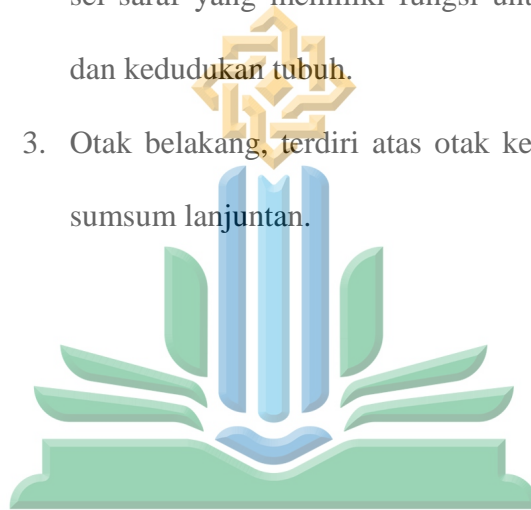 dan kedudukan tubuh.
3. Otak belakang, terdiri atas otak ke
sumsum lanjuntan.